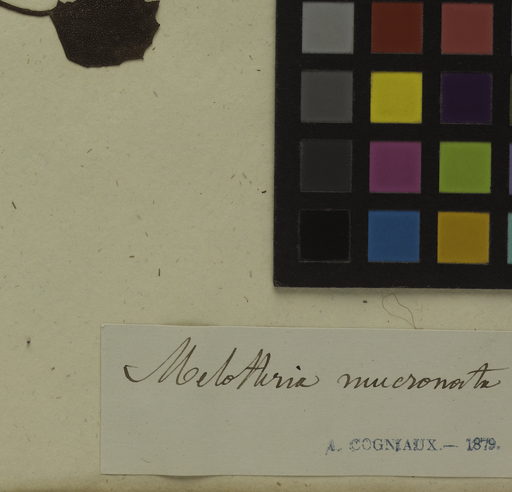 Melothria mucronata
A. COGNIAUX.— 1879.